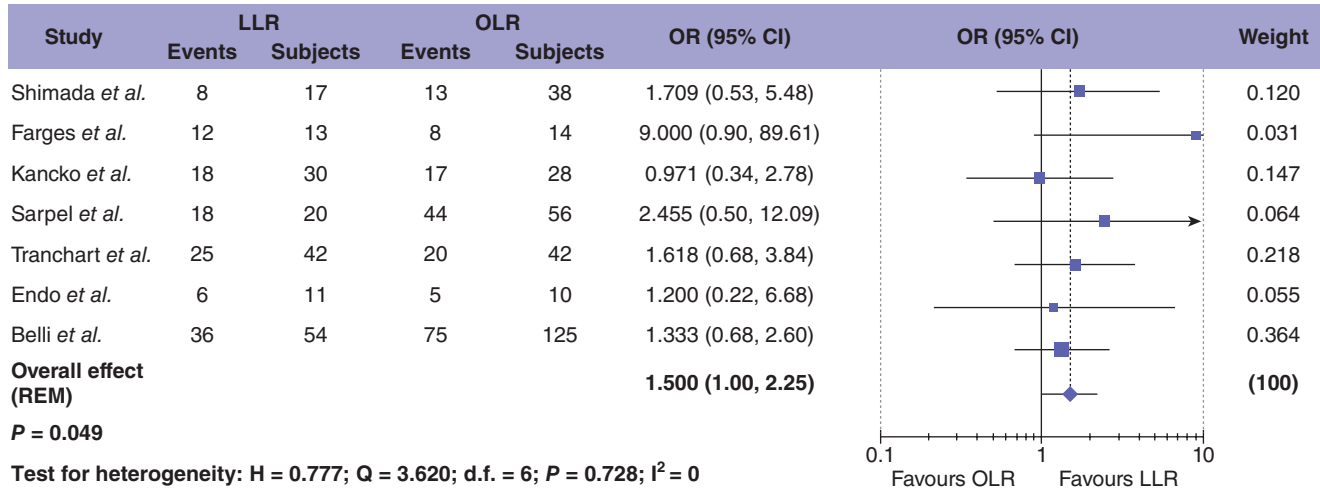 Study LLR OLR OR (95% CI) OR (95% CI) Weight
Events Subjects Events Subjects
Shimada et al. 8 17 13 38 1.709 (0.53, 5.48) 0.120
Farges et al. 12 13 8 14 9.000 (0.90, 89.61) 0.031
Kancko et al. 18 30 17 28 0.971 (0.34, 2.78) 0.147
Sarpel et al. 18 20 44 56 2.455 (0.50, 12.09) 0.064
Tranchart et al. 25 42 20 42 1.618 (0.68, 3.84) 0.218
Endo et al. 6 11 5 10 1.200 (0.22, 6.68) 0.055
Belli et al. 36 54 75 125 1.333 (0.68, 2.60) 0.364
Overall effect
(REM) 1.500 (1.00, 2.25) (100)
P = 0.049
0.1 1 10
Test for heterogeneity: H = 0.777; Q = 3.620; d.f. = 6; P = 0.728; I² = 0
Favours OLR Favours LLR